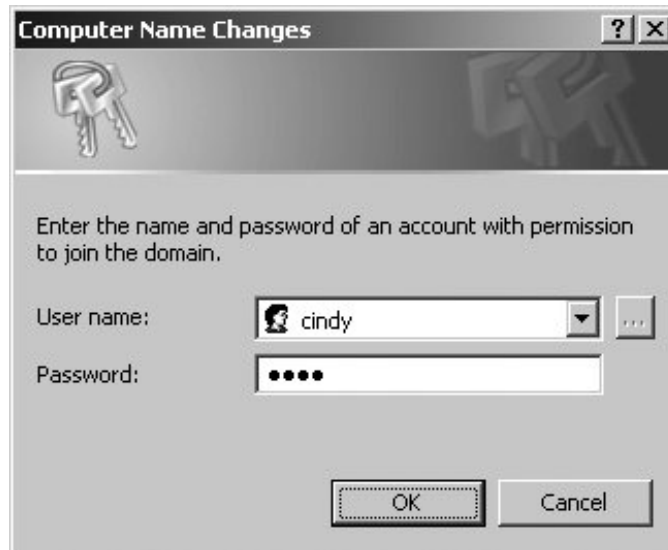 Computer Name Changes
Enter the name and password of an account with permission
to join the domain.
User name:
cindy
...
Password:
••••
OK
Cancel